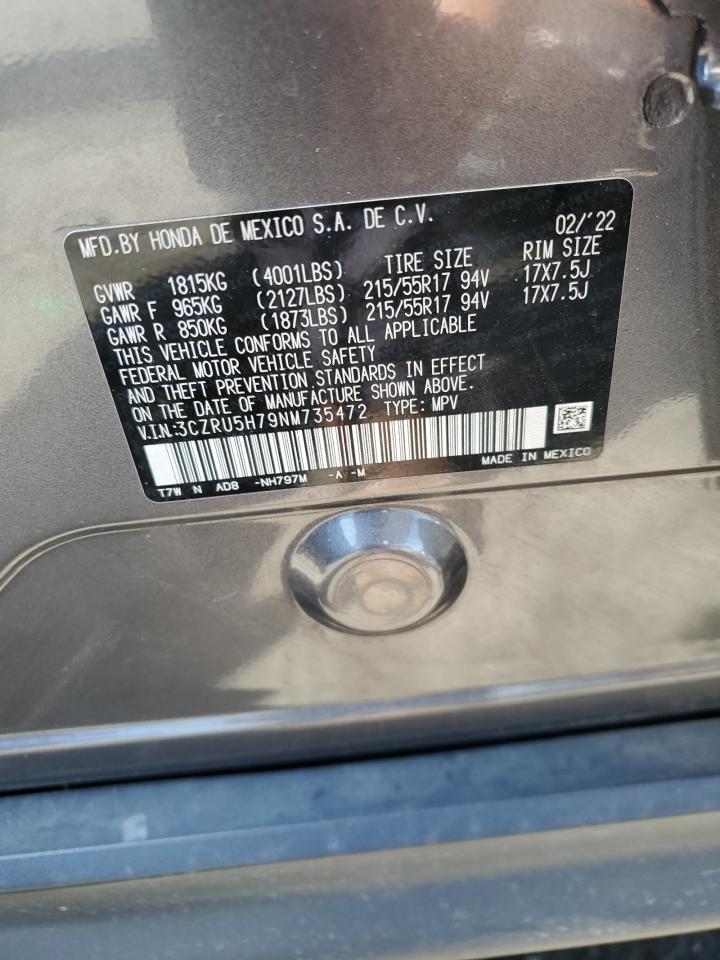 MFD.BY HONDA DE MEXICO S.A. DE C.V. 02/'22
GVWR 1815KG (4001LBS) TIRE SIZE RIM SIZE
GAWR F 965KG (2127LBS) 215/55R17 94V 17X7.5J
GAWR R 850KG (1873LBS) 215/55R17 94V 17X7.5J
THIS VEHICLE CONFORMS TO ALL APPLICABLE
FEDERAL MOTOR VEHICLE SAFETY
AND THEFT PREVENTION STANDARDS IN EFFECT
ON THE DATE OF MANUFACTURE SHOWN ABOVE.
V.I.N:3CZRU5H79NM735472 TYPE: MPV
T7W N AD8 -NH797M -A -M MADE IN MEXICO